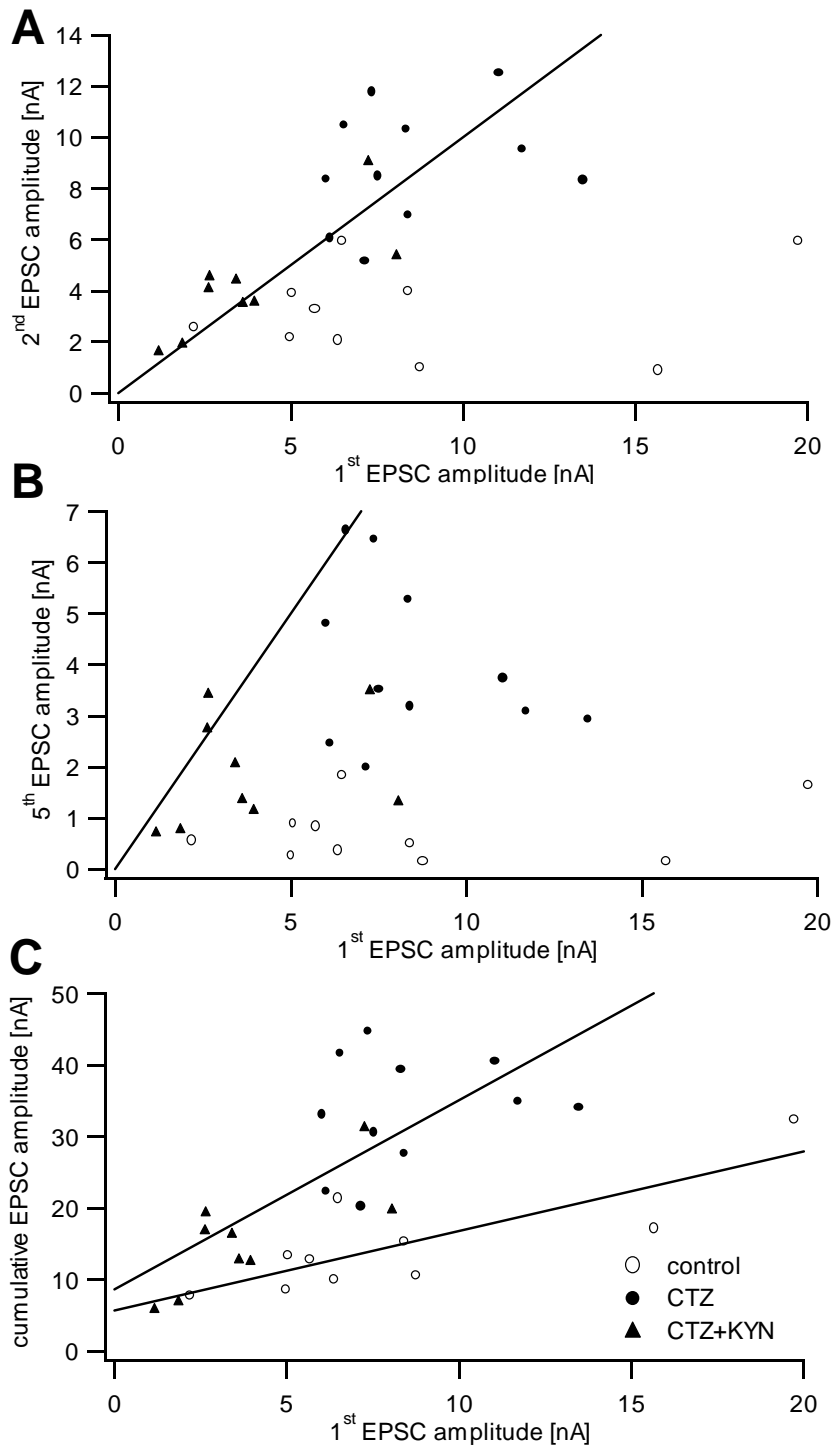 A
14
12
10
8
6
4
2
0
2nd EPSC amplitude [nA]
0 5 10 15 20
1st EPSC amplitude [nA]
B
7
6
5
4
3
2
1
0
5th EPSC amplitude [nA]
0 5 10 15 20
1st EPSC amplitude [nA]
C
50
40
30
20
10
0
cumulative EPSC amplitude [nA]
control
CTZ
CTZ+KYN
0 5 10 15 20
1st EPSC amplitude [nA]